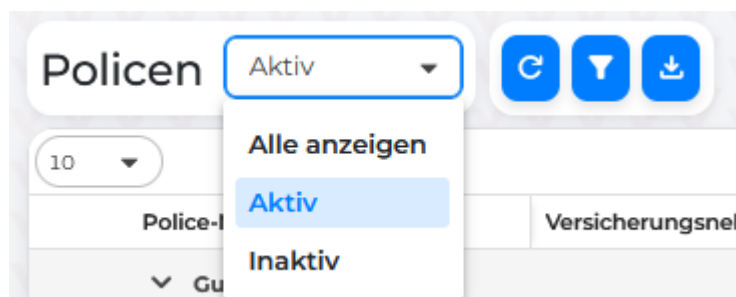 Policen Aktiv
Alle anzeigen
10
Aktiv
Inaktiv